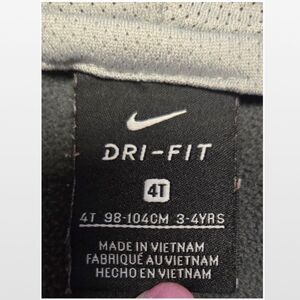 DRI-FIT
4T
4T 98-104CM 3-4YRS
MADE IN VIETNAM
FABRIQUÉ AU VIETNAM
HECHO EN VIETNAM